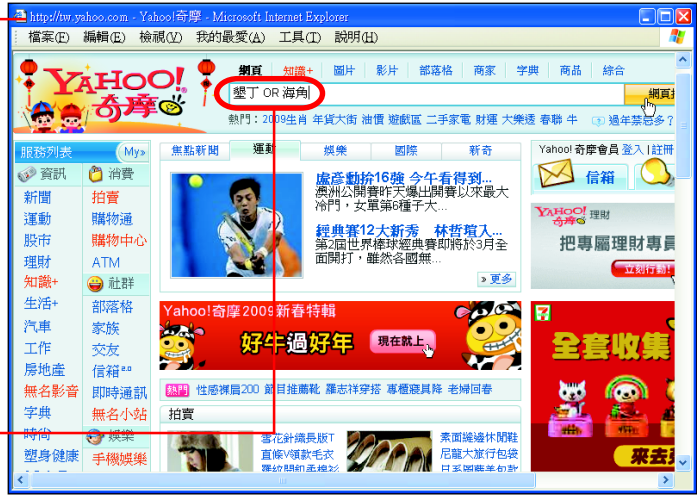 http://tw.yahoo.com - Yahoo!奇摩 - Microsoft Internet Explorer
檔案(F) 編輯(E) 檢視(V) 我的最愛(A) 工具(T) 說明(H)
YAHOO!
奇摩
網頁 知識+ 圖片 影片 部落格 商家 字典 商品 綜合
墾丁 OR 海角
網頁
熱門：2009生肖 年貨大街 油價 遊戲區 二手家電 財運 大樂透 春聯 牛 過年禁忌多？
服務列表 My»
資訊 消費
新聞 拍賣
運動 購物通
股市 購物中心
理財 ATM
知識+ 社群
生活+ 部落格
汽車 家族
工作 交友
房地產 信箱2.0
無名影音 即時通訊
字典 無名小站
時尚 娛樂
塑身健康 手機娛樂
焦點新聞 運動 娛樂 國際 新奇
盧彥勳拚16強 今午看得到...
澳洲公開賽昨天爆出開賽以來最大
冷門，女單第6種子大...
經典賽12大新秀 林哲瑄入...
第2屆世界棒球經典賽即將於3月全
面開打，雖然各國無...
» 更多
Yahoo!奇摩2009新春特輯
好牛過好年 現在就上
熱門 性感裸肩200 節目推薦靴 羅志祥穿搭 專櫃寢具降 老婦回春
拍賣
雪花針織長版T
直條V領款毛衣
素面縫邊休閒鞋
尼龍大旅行包袋
Yahoo! 奇摩會員 登入 | 註冊
信箱
YAHOO! 奇摩 理財
把專屬理財專員
立刻行動!
全套收集
來去